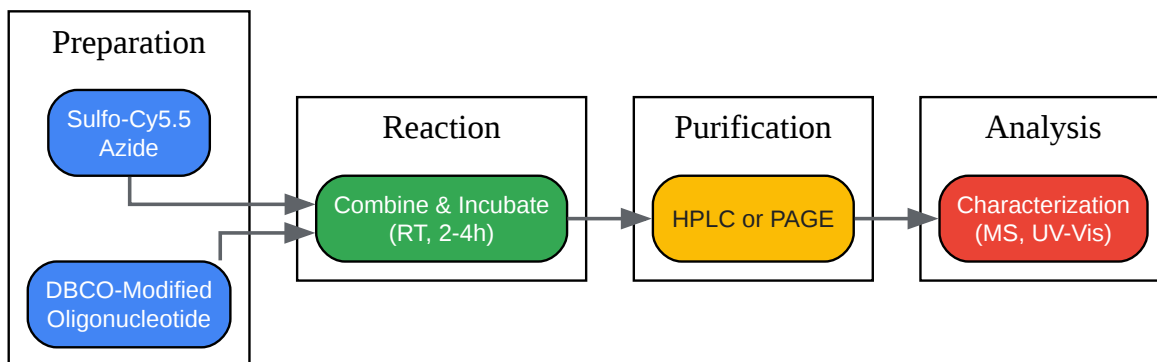 Preparation
Sulfo-Cy5.5
Azide
DBCO-Modified
Oligonucleotide
Reaction
Combine & Incubate
(RT, 2-4h)
Purification
HPLC or PAGE
Analysis
Characterization
(MS, UV-Vis)